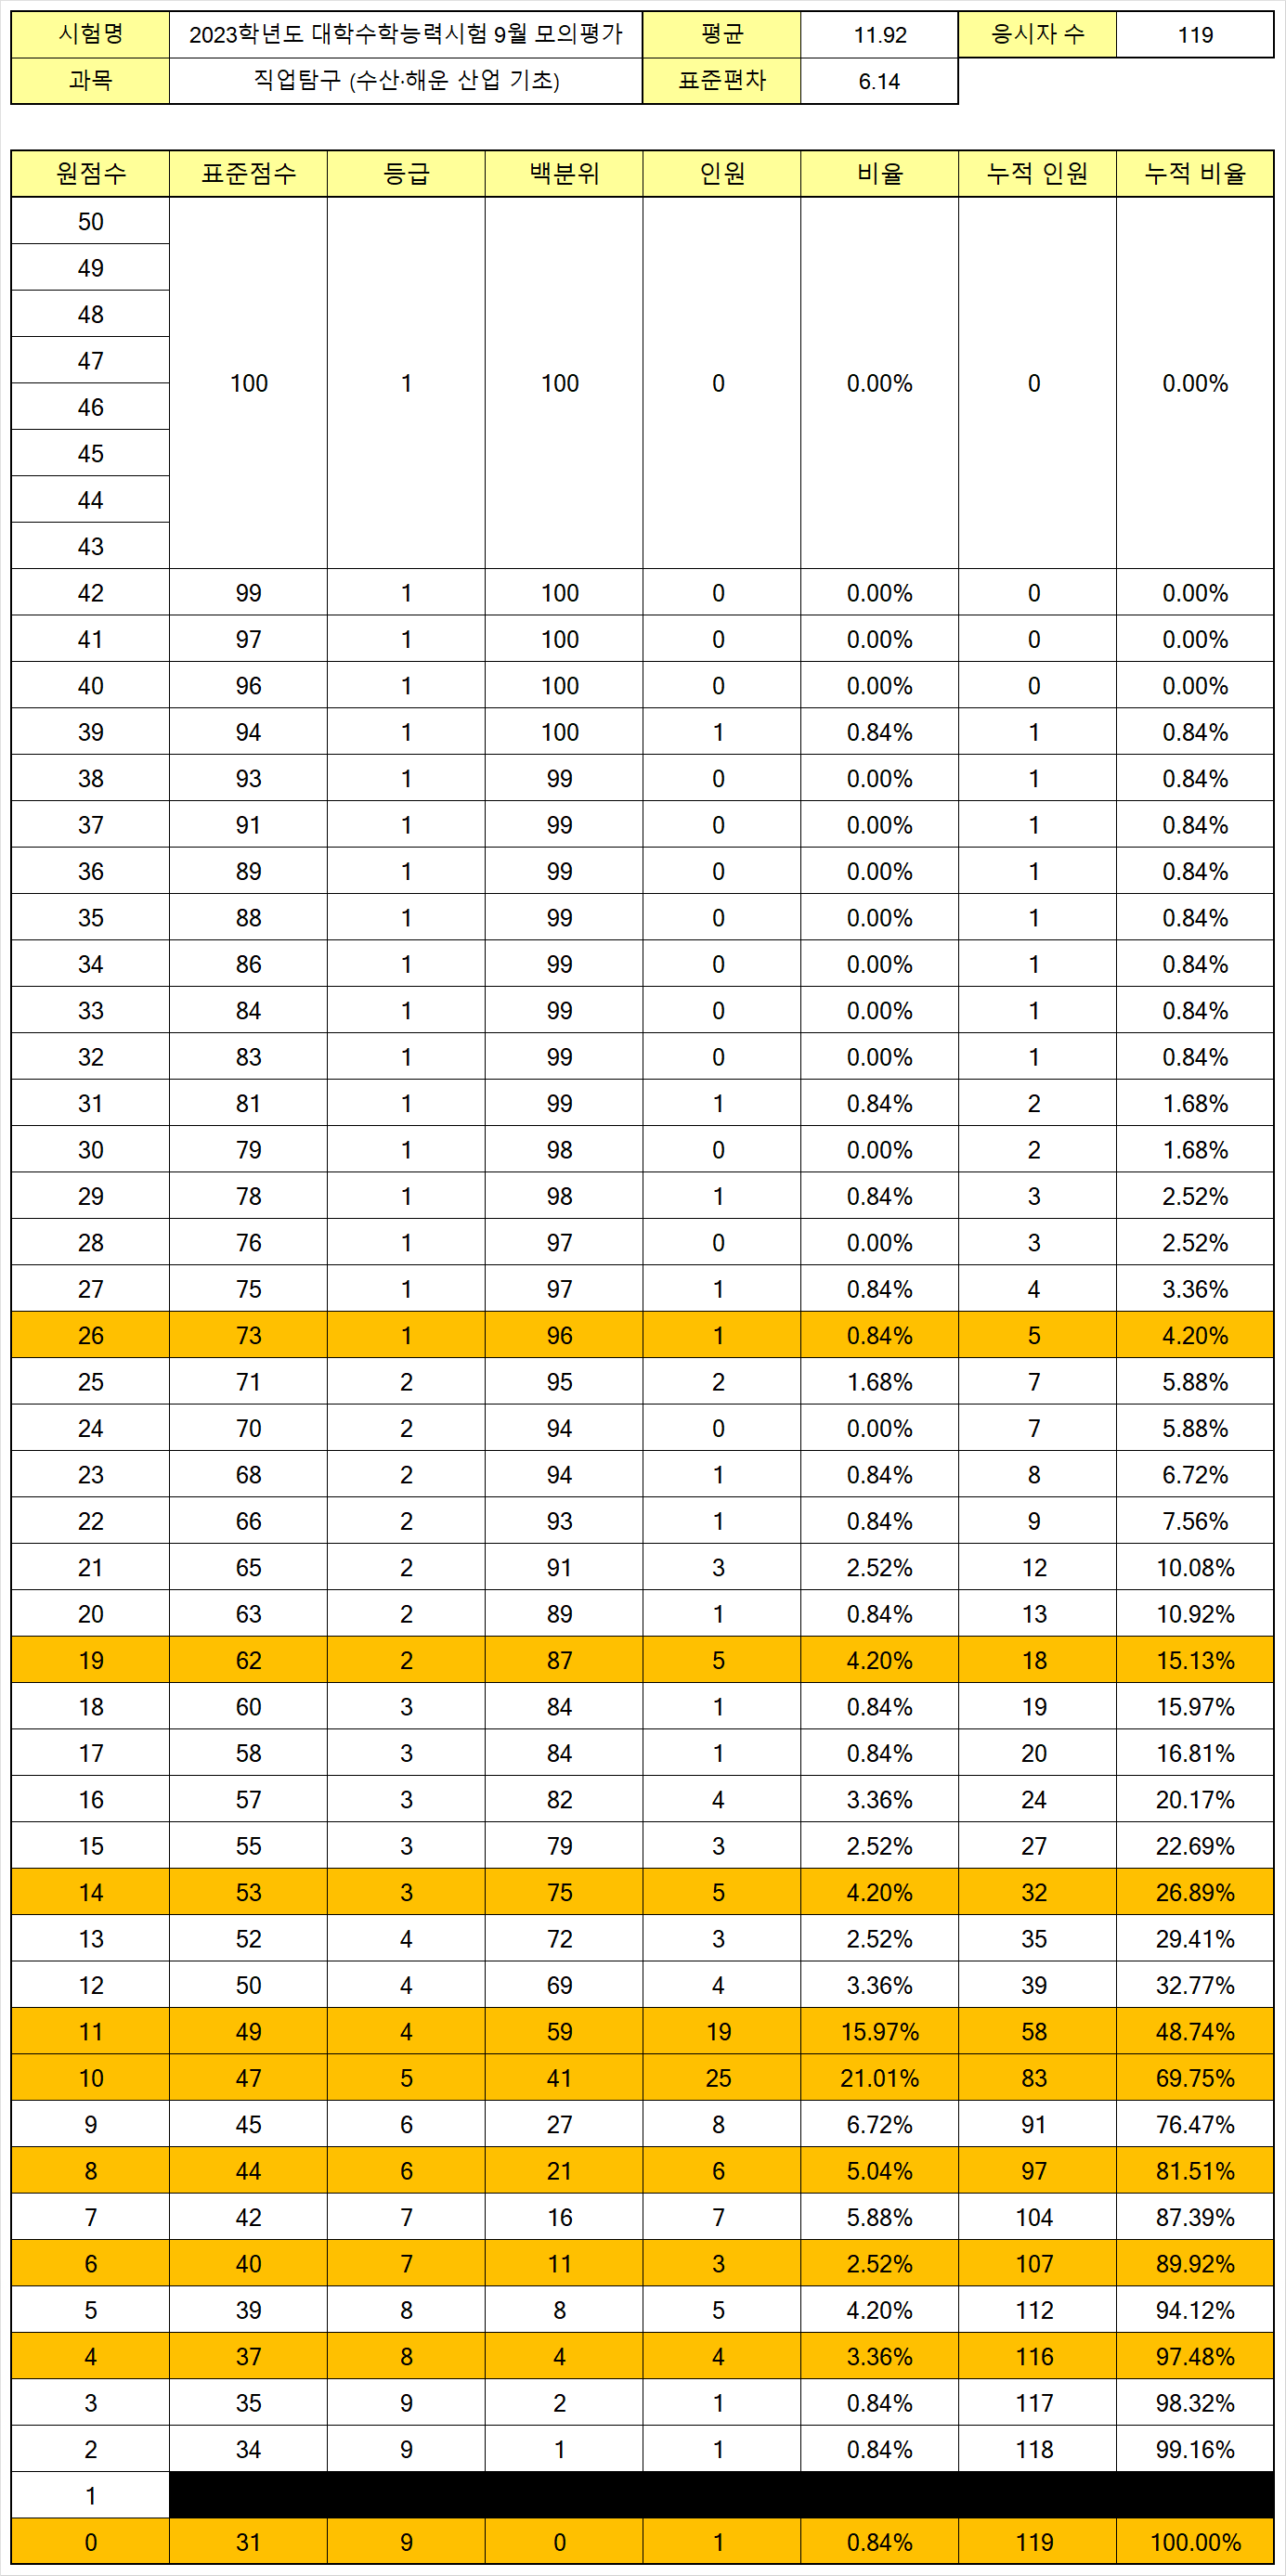 시험명 2023학년도 대학수학능력시험 9월 모의평가 평균 11.92 응시자 수 119
과목 직업탐구 (수산·해운 산업 기초) 표준편차 6.14
원점수 표준점수 등급 백분위 인원 비율 누적 인원 누적 비율
50
49
48
47
100 1 100 0 0.00% 0 0.00%
46
45
44
43
42 99 1 100 0 0.00% 0 0.00%
41 97 1 100 0 0.00% 0 0.00%
40 96 1 100 0 0.00% 0 0.00%
39 94 1 100 1 0.84% 1 0.84%
38 93 1 99 0 0.00% 1 0.84%
37 91 1 99 0 0.00% 1 0.84%
36 89 1 99 0 0.00% 1 0.84%
35 88 1 99 0 0.00% 1 0.84%
34 86 1 99 0 0.00% 1 0.84%
33 84 1 99 0 0.00% 1 0.84%
32 83 1 99 0 0.00% 1 0.84%
31 81 1 99 1 0.84% 2 1.68%
30 79 1 98 0 0.00% 2 1.68%
29 78 1 98 1 0.84% 3 2.52%
28 76 1 97 0 0.00% 3 2.52%
27 75 1 97 1 0.84% 4 3.36%
26 73 1 96 1 0.84% 5 4.20%
25 71 2 95 2 1.68% 7 5.88%
24 70 2 94 0 0.00% 7 5.88%
23 68 2 94 1 0.84% 8 6.72%
22 66 2 93 1 0.84% 9 7.56%
21 65 2 91 3 2.52% 12 10.08%
20 63 2 89 1 0.84% 13 10.92%
19 62 2 87 5 4.20% 18 15.13%
18 60 3 84 1 0.84% 19 15.97%
17 58 3 84 1 0.84% 20 16.81%
16 57 3 82 4 3.36% 24 20.17%
15 55 3 79 3 2.52% 27 22.69%
14 53 3 75 5 4.20% 32 26.89%
13 52 4 72 3 2.52% 35 29.41%
12 50 4 69 4 3.36% 39 32.77%
11 49 4 59 19 15.97% 58 48.74%
10 47 5 41 25 21.01% 83 69.75%
9 45 6 27 8 6.72% 91 76.47%
8 44 6 21 6 5.04% 97 81.51%
7 42 7 16 7 5.88% 104 87.39%
6 40 7 11 3 2.52% 107 89.92%
5 39 8 8 5 4.20% 112 94.12%
4 37 8 4 4 3.36% 116 97.48%
3 35 9 2 1 0.84% 117 98.32%
2 34 9 1 1 0.84% 118 99.16%
1
0 31 9 0 1 0.84% 119 100.00%